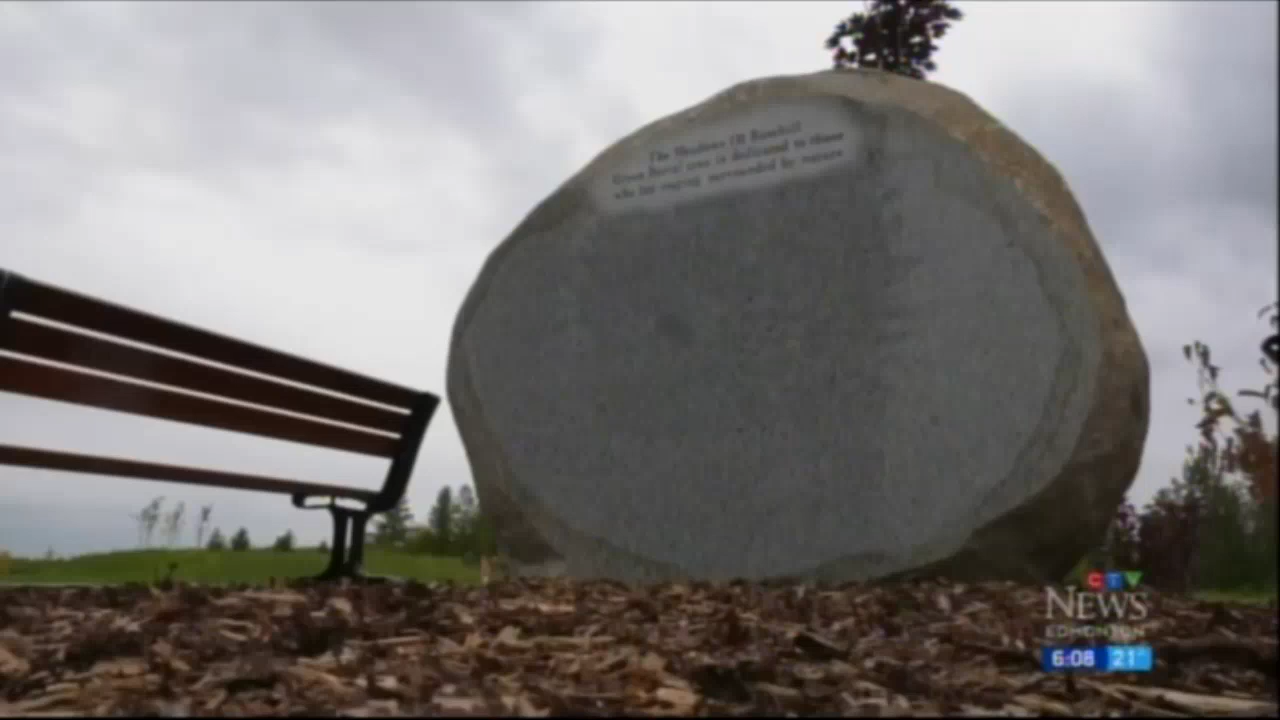 The Meadows Of Rosehill
Green Burial area is dedicated to those
who lie resting surrounded by nature
CTV
NEWS
EDMONTON
6:08 21°